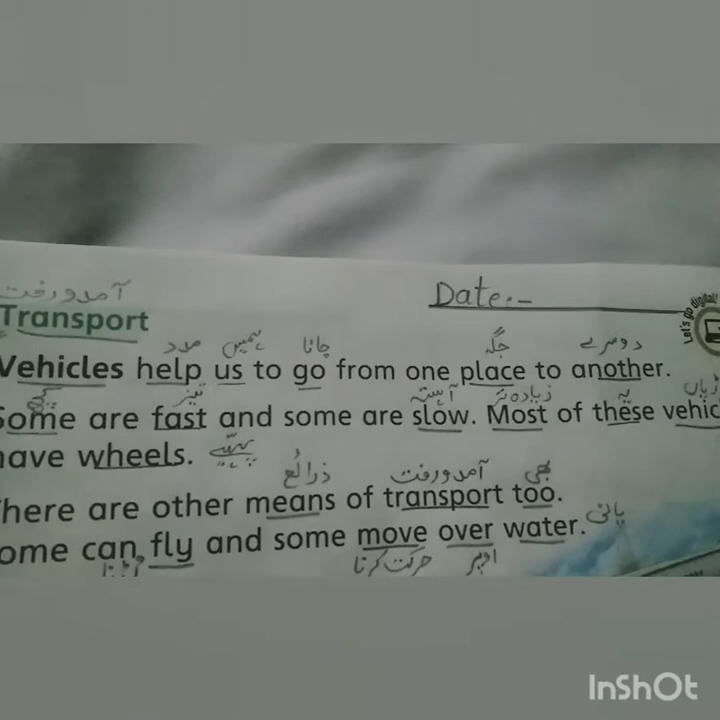 آمدورفت Date:-
Let's go digital!
Transport
ہمیں مدد جانا جگہ دوسرے
Vehicles help us to go from one place to another.
کچھ تیز آہستہ زیادہ تر یہ
Some are fast and some are slow. Most of these vehic
have wheels. پہیے
ذرائع آمدورفت بھی
here are other means of transport too.
ome can fly and some move over water. پانی
اڑنا حرکت کرنا اوپر
InShOt